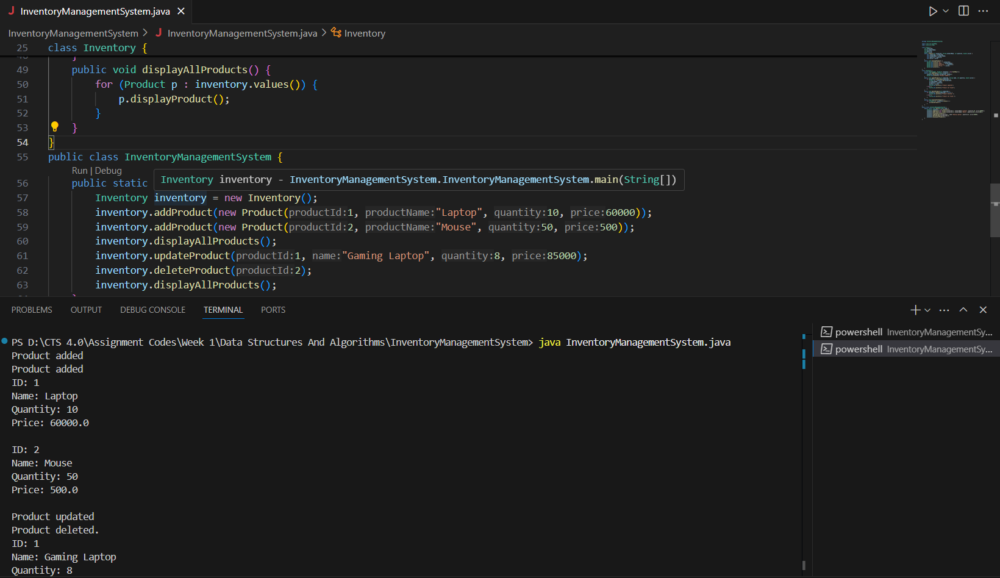 InventoryManagementSystem.java
InventoryManagementSystem > InventoryManagementSystem.java > Inventory
25 class Inventory {
49 public void displayAllProducts() {
50 for (Product p : inventory.values()) {
51 p.displayProduct();
52 }
53 }
54 }
55 public class InventoryManagementSystem {
Run | Debug
56 public static
Inventory inventory - InventoryManagementSystem.InventoryManagementSystem.main(String[])
57 Inventory inventory = new Inventory();
58 inventory.addProduct(new Product(productId:1, productName:"Laptop", quantity:10, price:60000));
59 inventory.addProduct(new Product(productId:2, productName:"Mouse", quantity:50, price:500));
60 inventory.displayAllProducts();
61 inventory.updateProduct(productId:1, name:"Gaming Laptop", quantity:8, price:85000);
62 inventory.deleteProduct(productId:2);
63 inventory.displayAllProducts();
PROBLEMS OUTPUT DEBUG CONSOLE TERMINAL PORTS
powershell InventoryManagementSy...
powershell InventoryManagementSy...
PS D:\CTS 4.0\Assignment Codes\Week 1\Data Structures And Algorithms\InventoryManagementSystem> java InventoryManagementSystem.java
Product added
Product added
ID: 1
Name: Laptop
Quantity: 10
Price: 60000.0
ID: 2
Name: Mouse
Quantity: 50
Price: 500.0
Product updated
Product deleted.
ID: 1
Name: Gaming Laptop
Quantity: 8